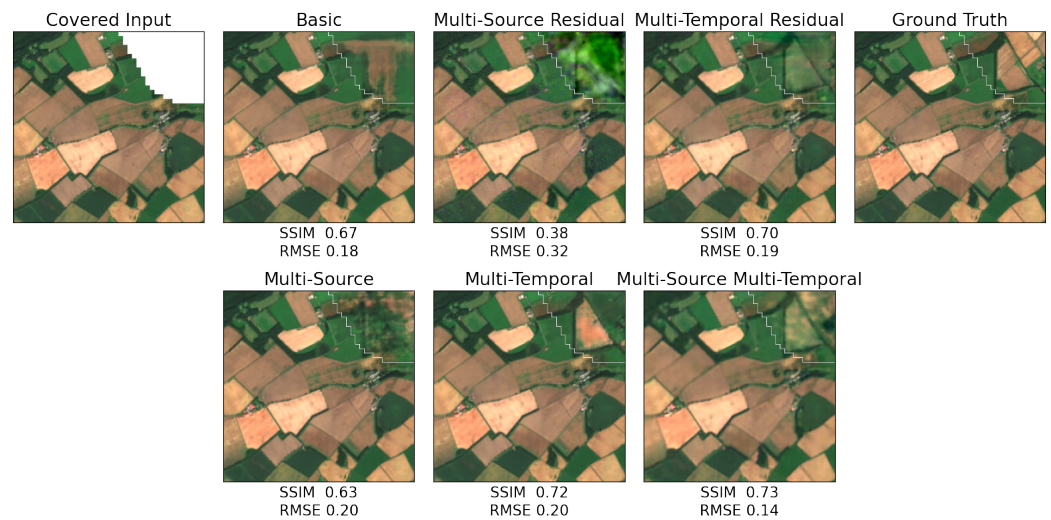 Covered Input
Basic
Multi-Source Residual
Multi-Temporal Residual
Ground Truth
SSIM 0.67
RMSE 0.18
SSIM 0.38
RMSE 0.32
SSIM 0.70
RMSE 0.19
Multi-Source
Multi-Temporal
Multi-Source Multi-Temporal
SSIM 0.63
RMSE 0.20
SSIM 0.72
RMSE 0.20
SSIM 0.73
RMSE 0.14